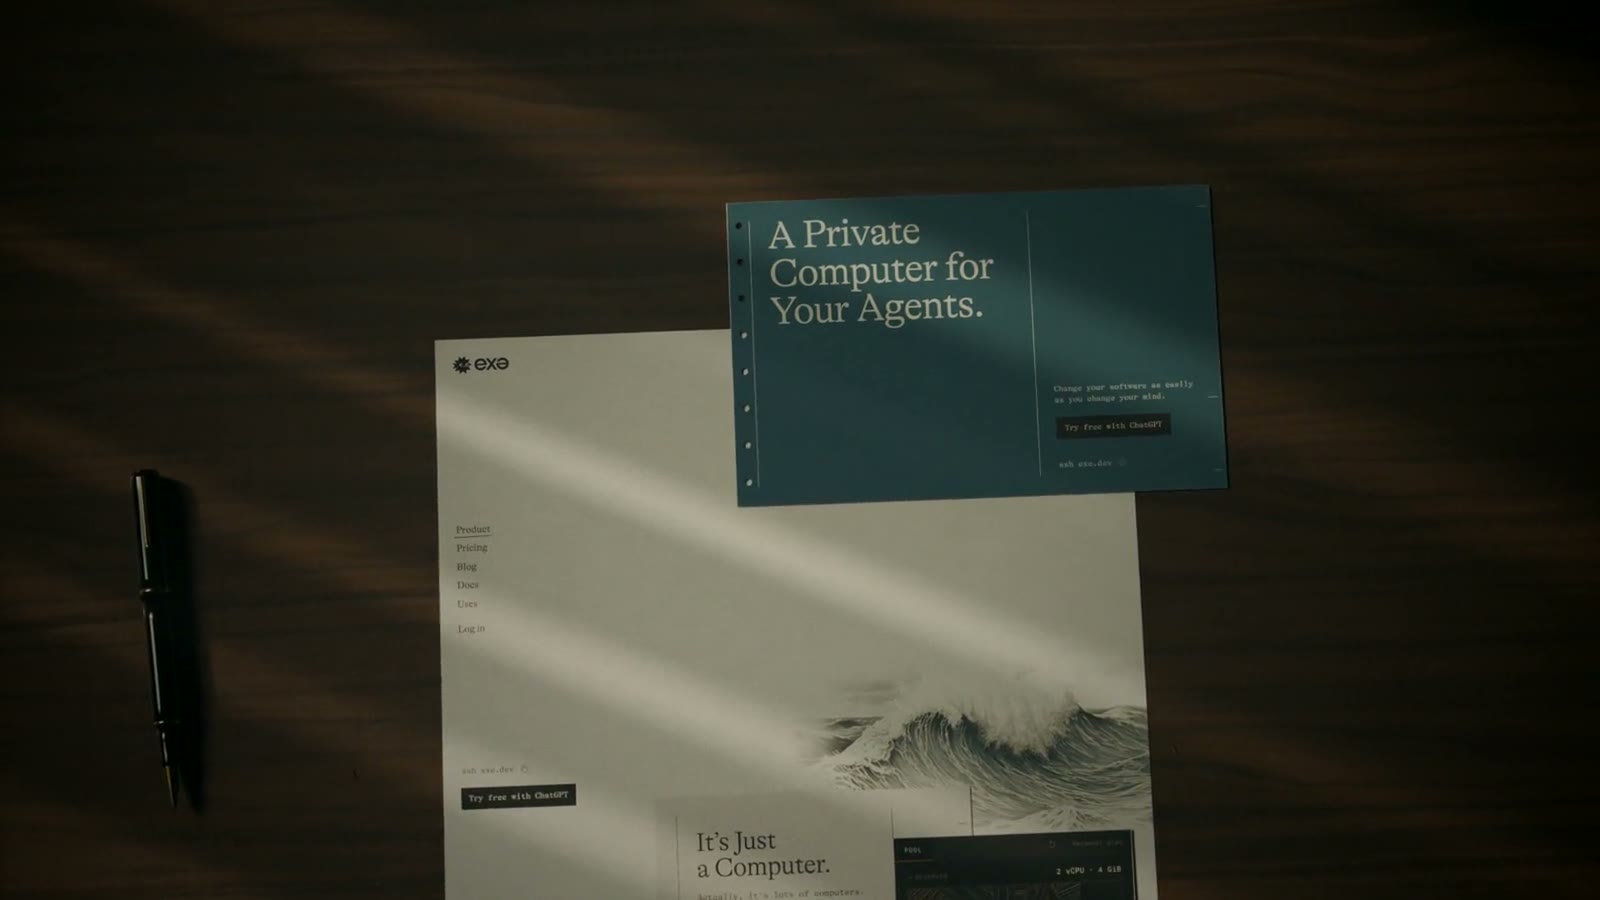 A Private
Computer for
Your Agents.
Change your software as easily
as you change your mind.
Try free with ChatGPT
ssh exe.dev
exe
Product
Pricing
Blog
Docs
Uses
Log in
ssh exe.dev
Try free with ChatGPT
It's Just
a Computer.
Actually, it's lots of computers.
POOL
2 vCPU · 4 GiB